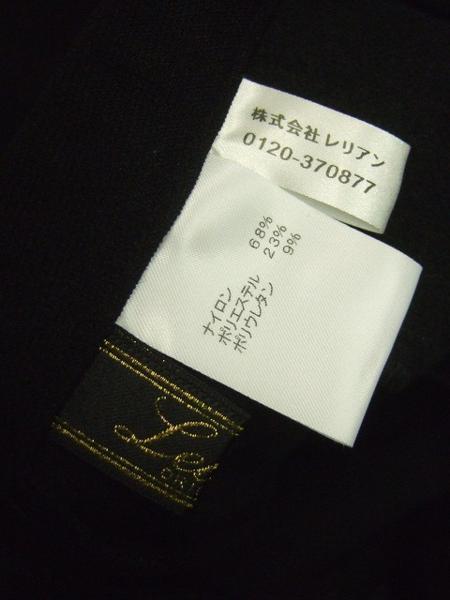 株式会社レリアン
0120-370877
ナイロン 68%
ポリエステル 23%
ポリウレタン 9%
Les